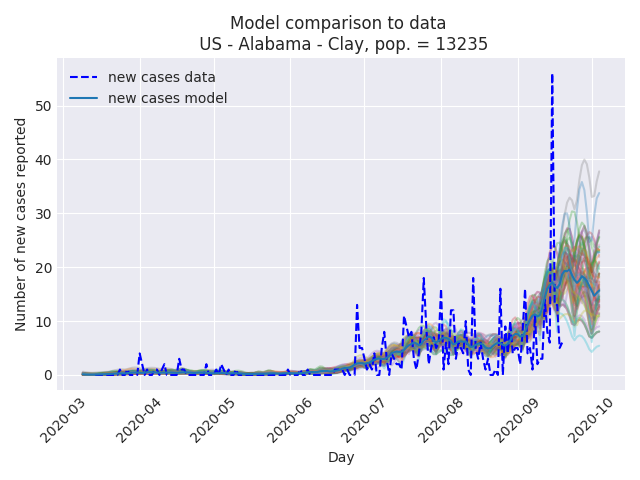 Model comparison to data
US - Alabama - Clay, pop. = 13235
new cases data
new cases model
Number of new cases reported
50
40
30
20
10
0
2020-03
2020-04
2020-05
2020-06
2020-07
2020-08
2020-09
2020-10
Day